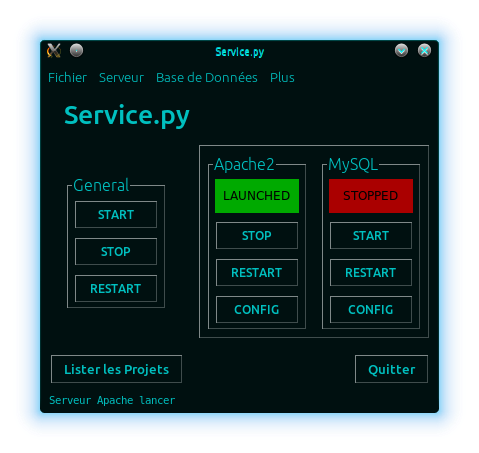 Service.py
Fichier Serveur Base de Données Plus
Service.py
General
START
STOP
RESTART
Apache2
LAUNCHED
STOP
RESTART
CONFIG
MySQL
STOPPED
START
RESTART
CONFIG
Lister les Projets
Quitter
Serveur Apache lancer